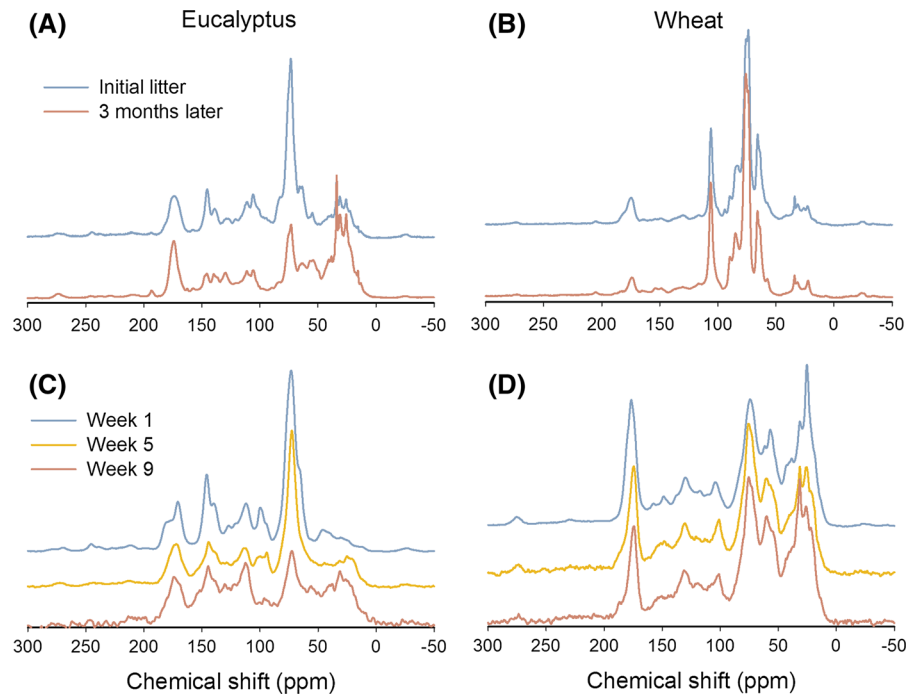 (A) Eucalyptus
(B) Wheat
Initial litter
3 months later
300 250 200 150 100 50 0 -50
300 250 200 150 100 50 0 -50
(C)
(D)
Week 1
Week 5
Week 9
300 250 200 150 100 50 0 -50
300 250 200 150 100 50 0 -50
Chemical shift (ppm)
Chemical shift (ppm)